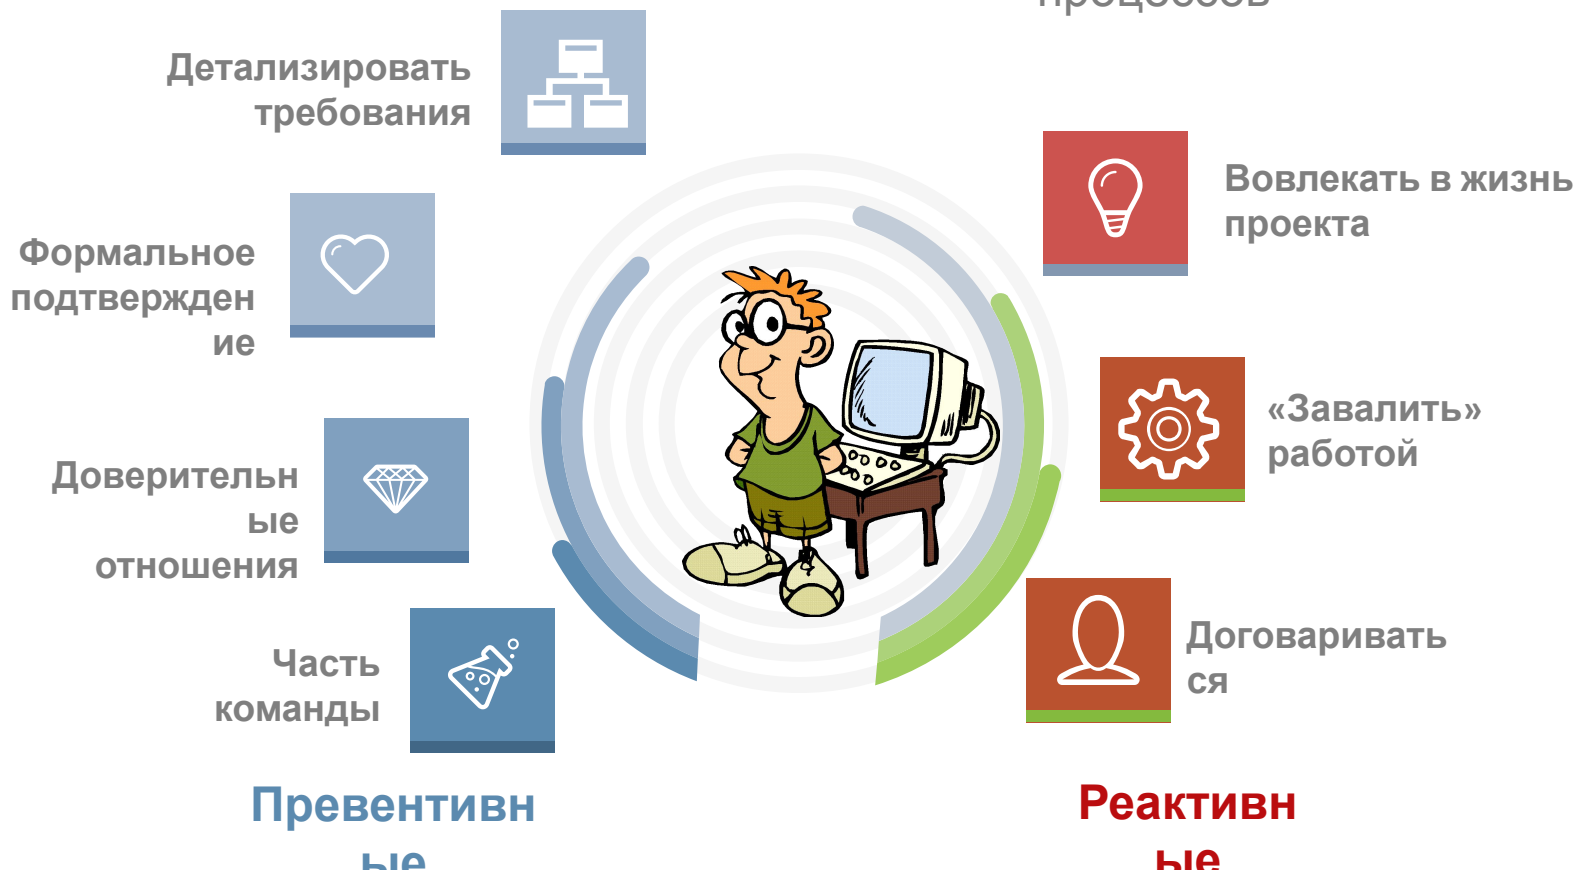 процессов
Детализировать
требования
Формальное
подтвержден
ие
Доверительн
ые
отношения
Часть
команды
Превентивн
ые
Вовлекать в жизнь
проекта
«Завалить»
работой
Договаривать
ся
Реактивн
ые